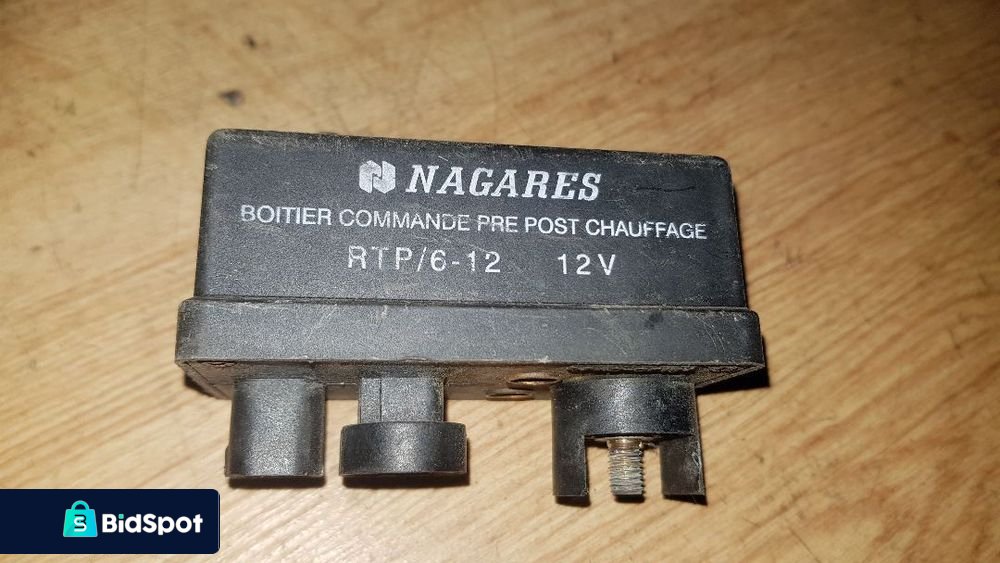 NAGARES
BOITIER COMMANDE PRE POST CHAUFFAGE
RTP/6-12 12V
BidSpot